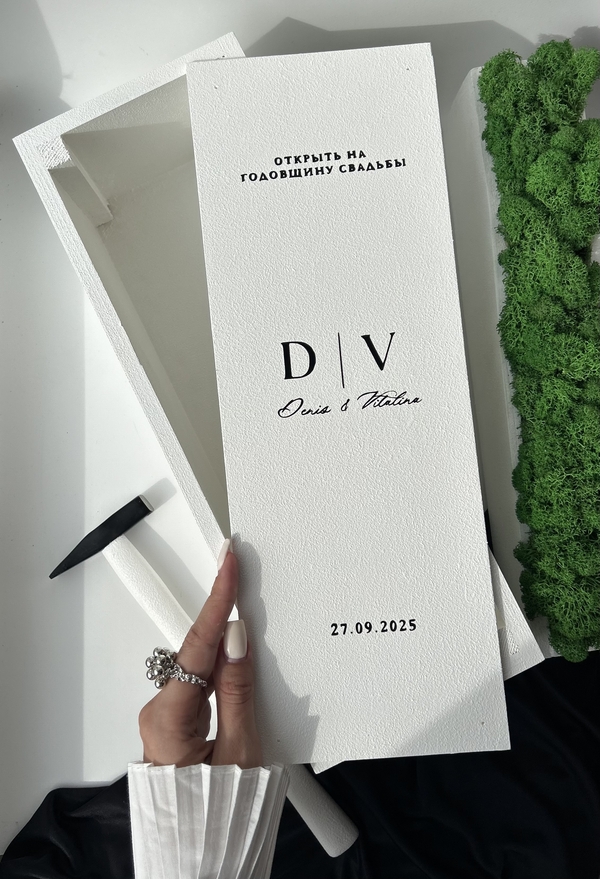 ОТКРЫТЬ НА
ГОДОВЩИНУ СВАДЬБЫ
D | V
Denis & Vitalina
27.09.2025